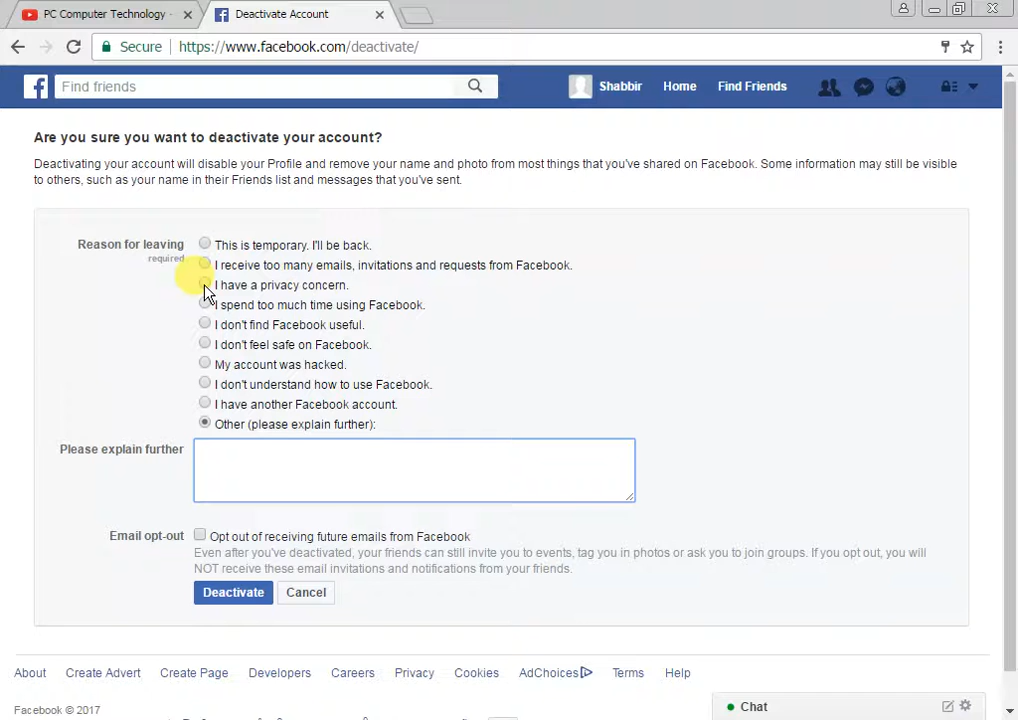 PC Computer Technology -
Deactivate Account
Secure
https://www.facebook.com/deactivate/
Find friends
Shabbir
Home
Find Friends
Are you sure you want to deactivate your account?
Deactivating your account will disable your Profile and remove your name and photo from most things that you've shared on Facebook. Some information may still be visible
to others, such as your name in their Friends list and messages that you've sent.
Reason for leaving
required
This is temporary. I'll be back.
I receive too many emails, invitations and requests from Facebook.
I have a privacy concern.
I spend too much time using Facebook.
I don't find Facebook useful.
I don't feel safe on Facebook.
My account was hacked.
I don't understand how to use Facebook.
I have another Facebook account.
Other (please explain further):
Please explain further
Email opt-out
Opt out of receiving future emails from Facebook
Even after you've deactivated, your friends can still invite you to events, tag you in photos or ask you to join groups. If you opt out, you will
NOT receive these email invitations and notifications from your friends.
Deactivate
Cancel
About
Create Advert
Create Page
Developers
Careers
Privacy
Cookies
AdChoices
Terms
Help
Facebook © 2017
Chat